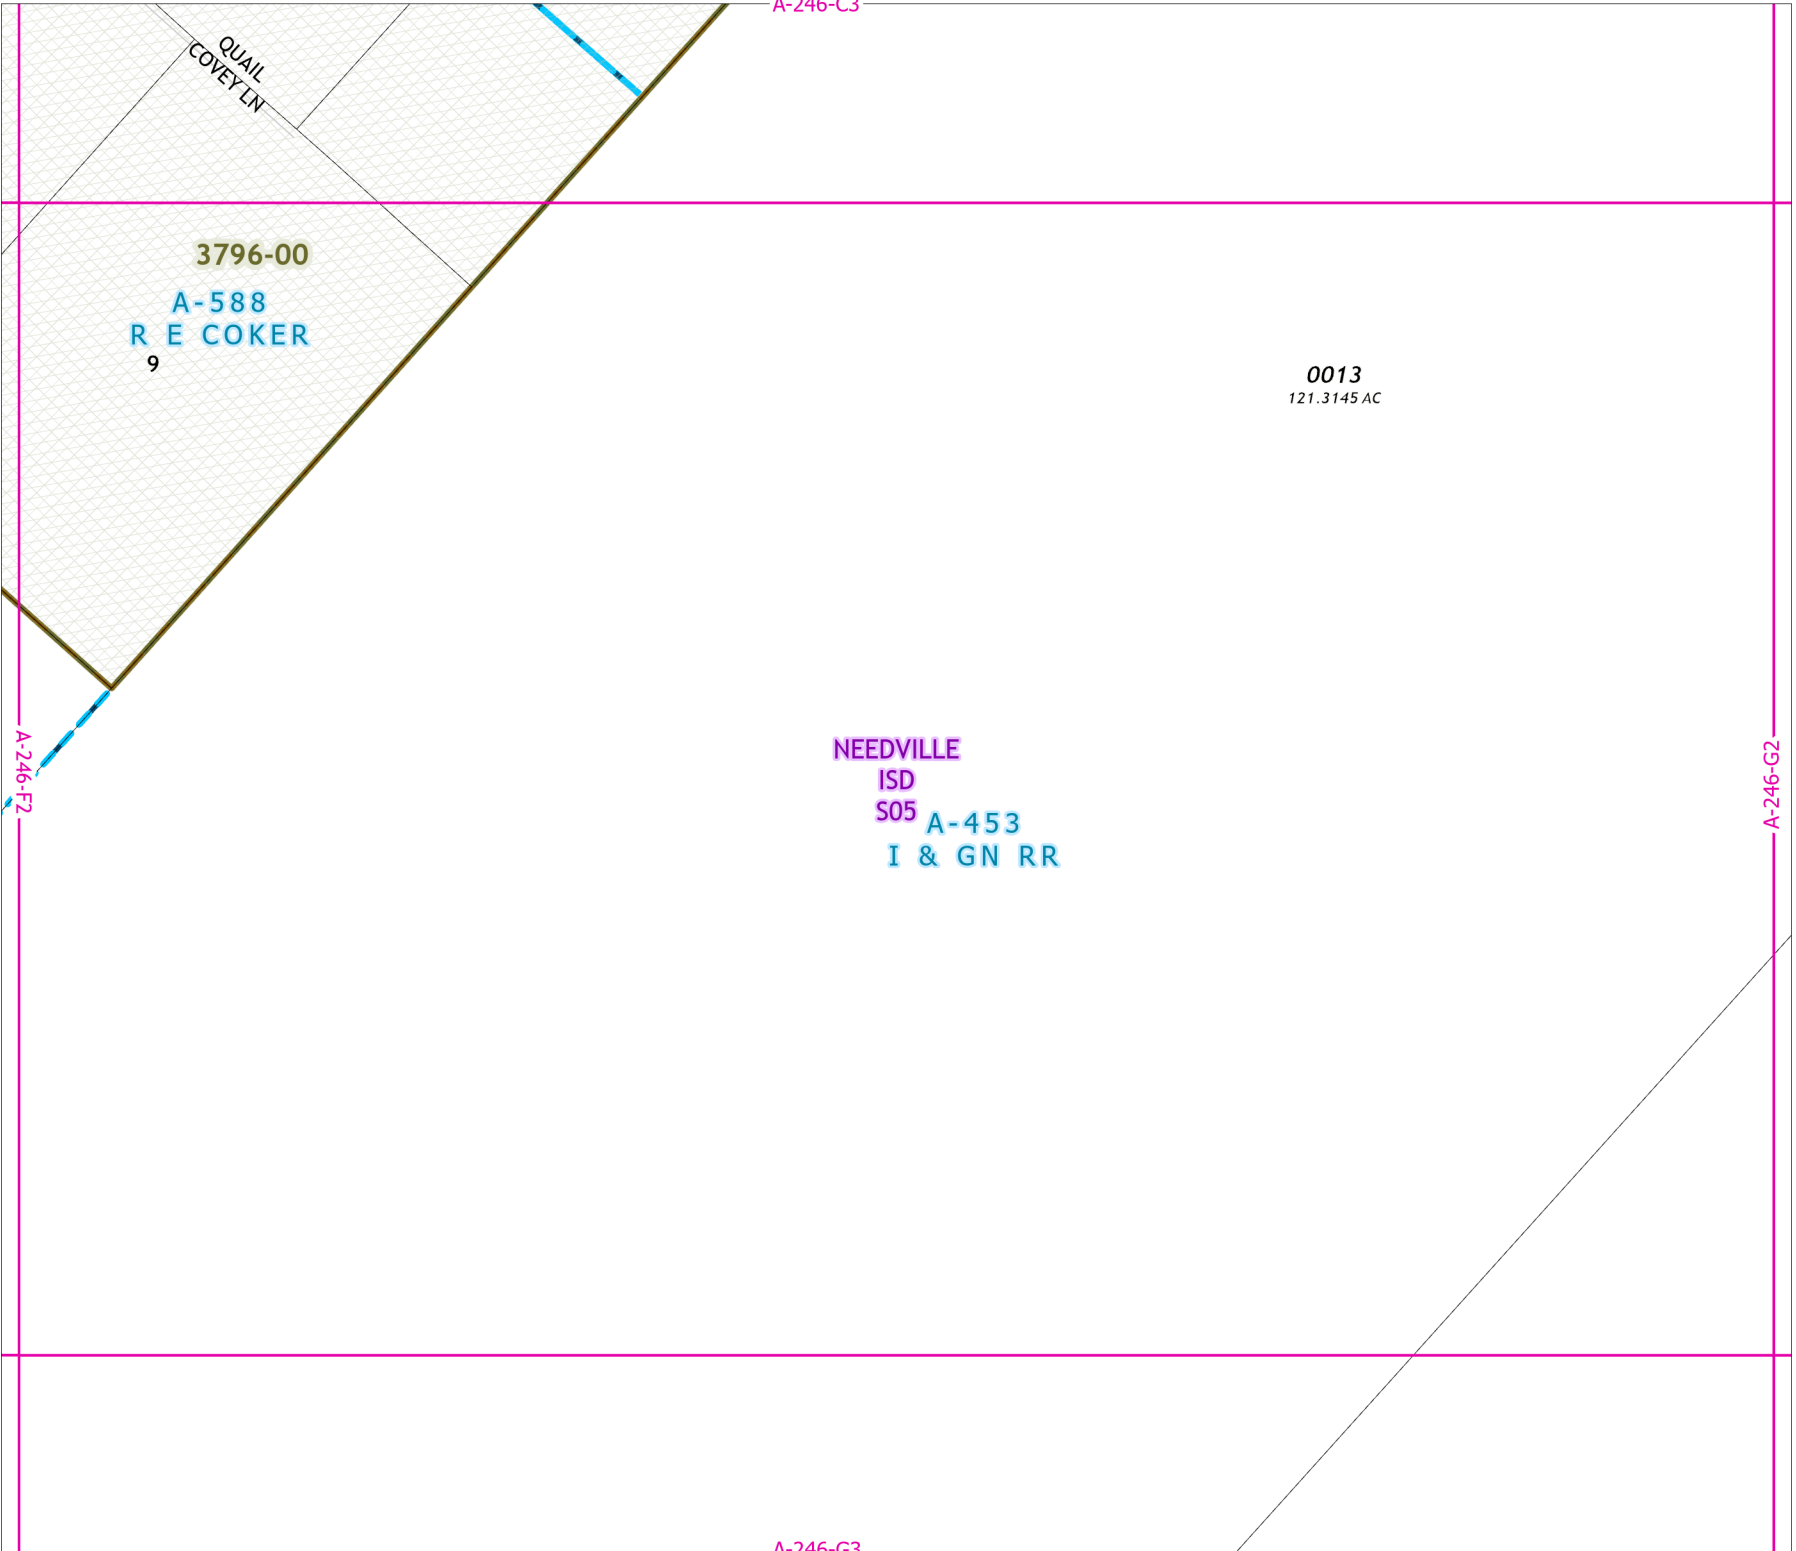 A-246-C3
QUAIL
COVEY LN
3796-00
A-588
R E COKER
9
0013
121.3145 AC
A-246-F2
NEEDVILLE
ISD
S05
A-453
I & GN RR
A-246-G2
A-246-G3